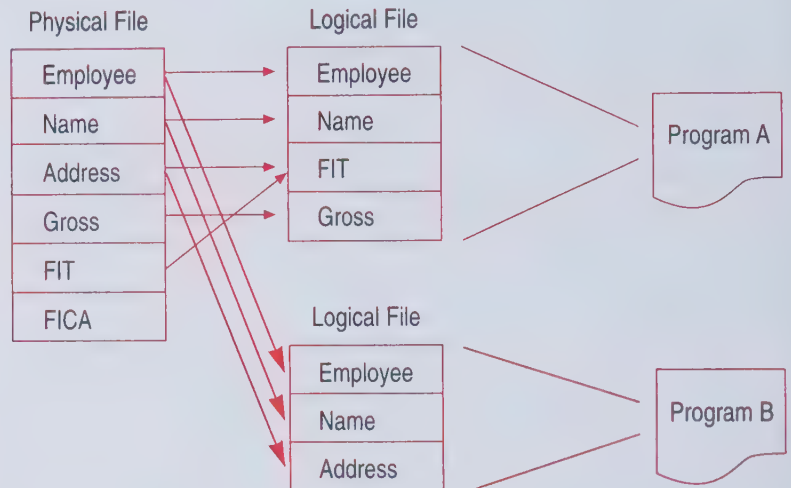 Physical File
Employee
Name
Address
Gross
FIT
FICA
Logical File
Employee
Name
FIT
Gross
Program A
Logical File
Employee
Name
Address
Program B